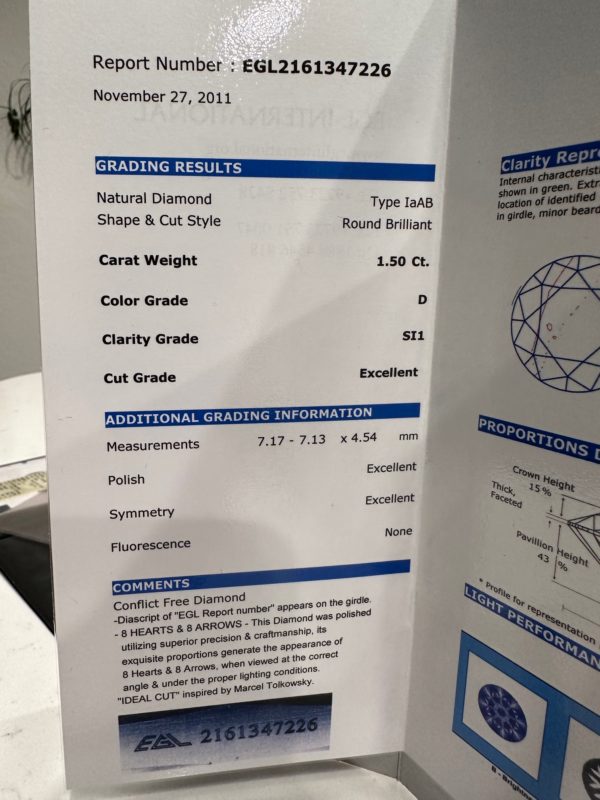 Report Number : EGL2161347226
November 27, 2011
GRADING RESULTS
Natural Diamond Type IaAB
Shape & Cut Style Round Brilliant
Carat Weight 1.50 Ct.
Color Grade D
Clarity Grade SI1
Cut Grade Excellent
ADDITIONAL GRADING INFORMATION
Measurements 7.17 - 7.13 x 4.54 mm
Polish Excellent
Symmetry Excellent
Fluorescence None
COMMENTS
Conflict Free Diamond
-Diascript of "EGL Report number" appears on the girdle.
- 8 HEARTS & 8 ARROWS - This Diamond was polished
utilizing superior precision & craftmanship, its
exquisite proportions generate the appearance of
8 Hearts & 8 Arrows, when viewed at the correct
angle & under the proper lighting conditions.
"IDEAL CUT" inspired by Marcel Tolkowsky.
EGL 2161347226
Clarity Repr
Internal characteristi
shown in green. Ext
location of identified
in girdle, minor beard
PROPORTIONS D
Crown Height
15 %
Thick,
Faceted
Pavillion Height
43 %
* Profile for representation
LIGHT PERFORMAN
B - Brightne